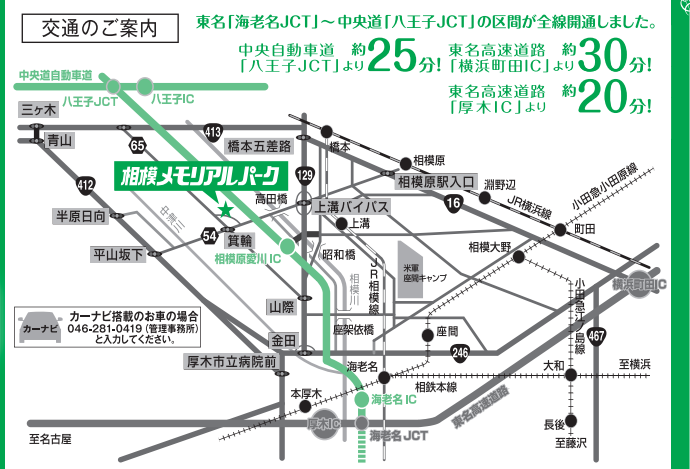 交通のご案内
東名「海老名JCT」～中央道「八王子JCT」の区間が全線開通しました。
中央自動車道 約25分!
「八王子JCT」より
東名高速道路 約30分!
「横浜町田IC」より
東名高速道路 約20分!
「厚木IC」より
中央道自動車道
八王子JCT
八王子IC
三ヶ木
青山
65
413
橋本五差路
橋本
相模原
412
相模メモリアルパーク
129
相模原駅入口
淵野辺
JR横浜線
小田急小田原線
高田橋
上溝バイパス
16
半原日向
中津川
上溝
町田
54
箕輪
相模原愛川IC
昭和橋
相模大野
平山坂下
相模川
JR相模線
米軍
座間キャンプ
横浜町田IC
小田急江ノ島線
山際
カーナビ
カーナビ搭載のお車の場合
046-281-0419（管理事務所）
と入力してください。
座架依橋
座間
467
金田
246
厚木市立病院前
海老名
大和
至横浜
相鉄本線
本厚木
海老名IC
東名高速道路
厚木IC
海老名JCT
長後
至名古屋
至藤沢